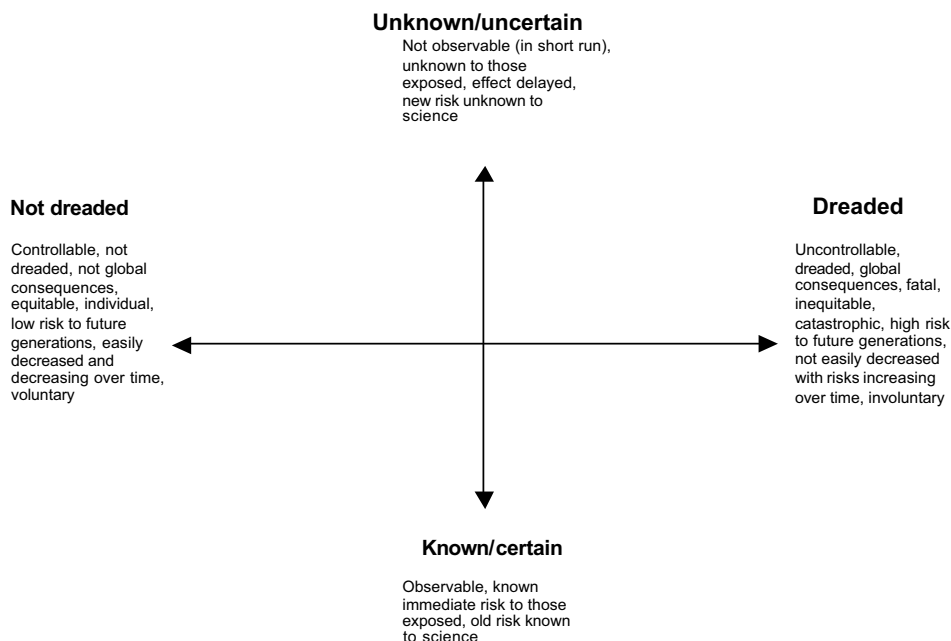 Unknown/uncertain
Not observable (in short run),
unknown to those
exposed, effect delayed,
new risk unknown to
science
Not dreaded
Controllable, not
dreaded, not global
consequences,
equitable, individual,
low risk to future
generations, easily
decreased and
decreasing over time,
voluntary
Dreaded
Uncontrollable,
dreaded, global
consequences, fatal,
inequitable,
catastrophic, high risk
to future generations,
not easily decreased
with risks increasing
over time, involuntary
Known/certain
Observable, known
immediate risk to those
exposed, old risk known
to science